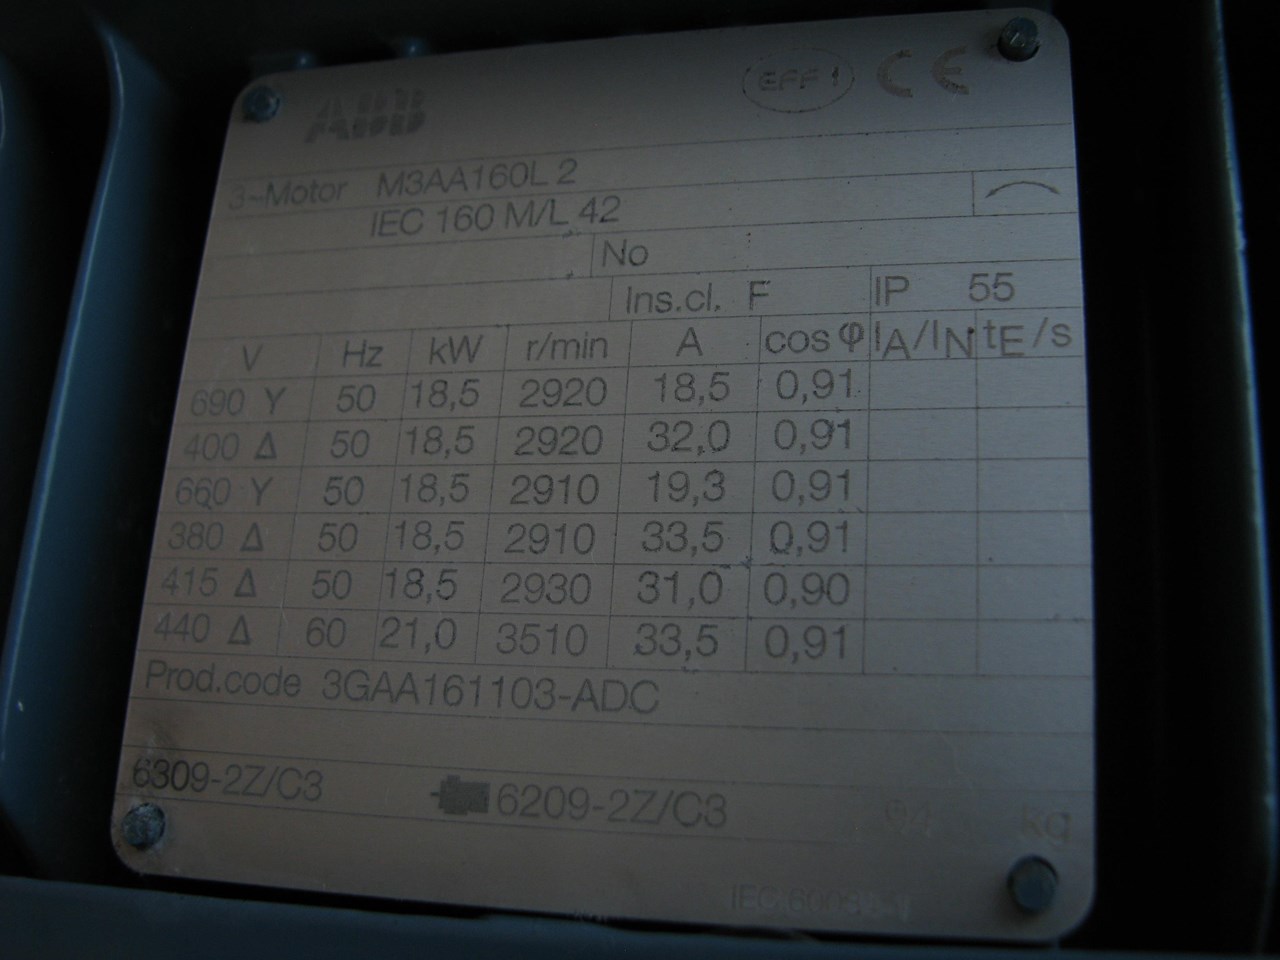 ABB EFF 1 CE
3~Motor M3AA160L 2
IEC 160 M/L 42
No
Ins.cl. F IP 55
V Hz kW r/min A cos φ IA/IN tE/s
690 Y 50 18,5 2920 18,5 0,91
400 Δ 50 18,5 2920 32,0 0,91
660 Y 50 18,5 2910 19,3 0,91
380 Δ 50 18,5 2910 33,5 0,91
415 Δ 50 18,5 2930 31,0 0,90
440 Δ 60 21,0 3510 33,5 0,91
Prod.code 3GAA161103-ADC
6309-2Z/C3 6209-2Z/C3 kg
IEC 60034-1